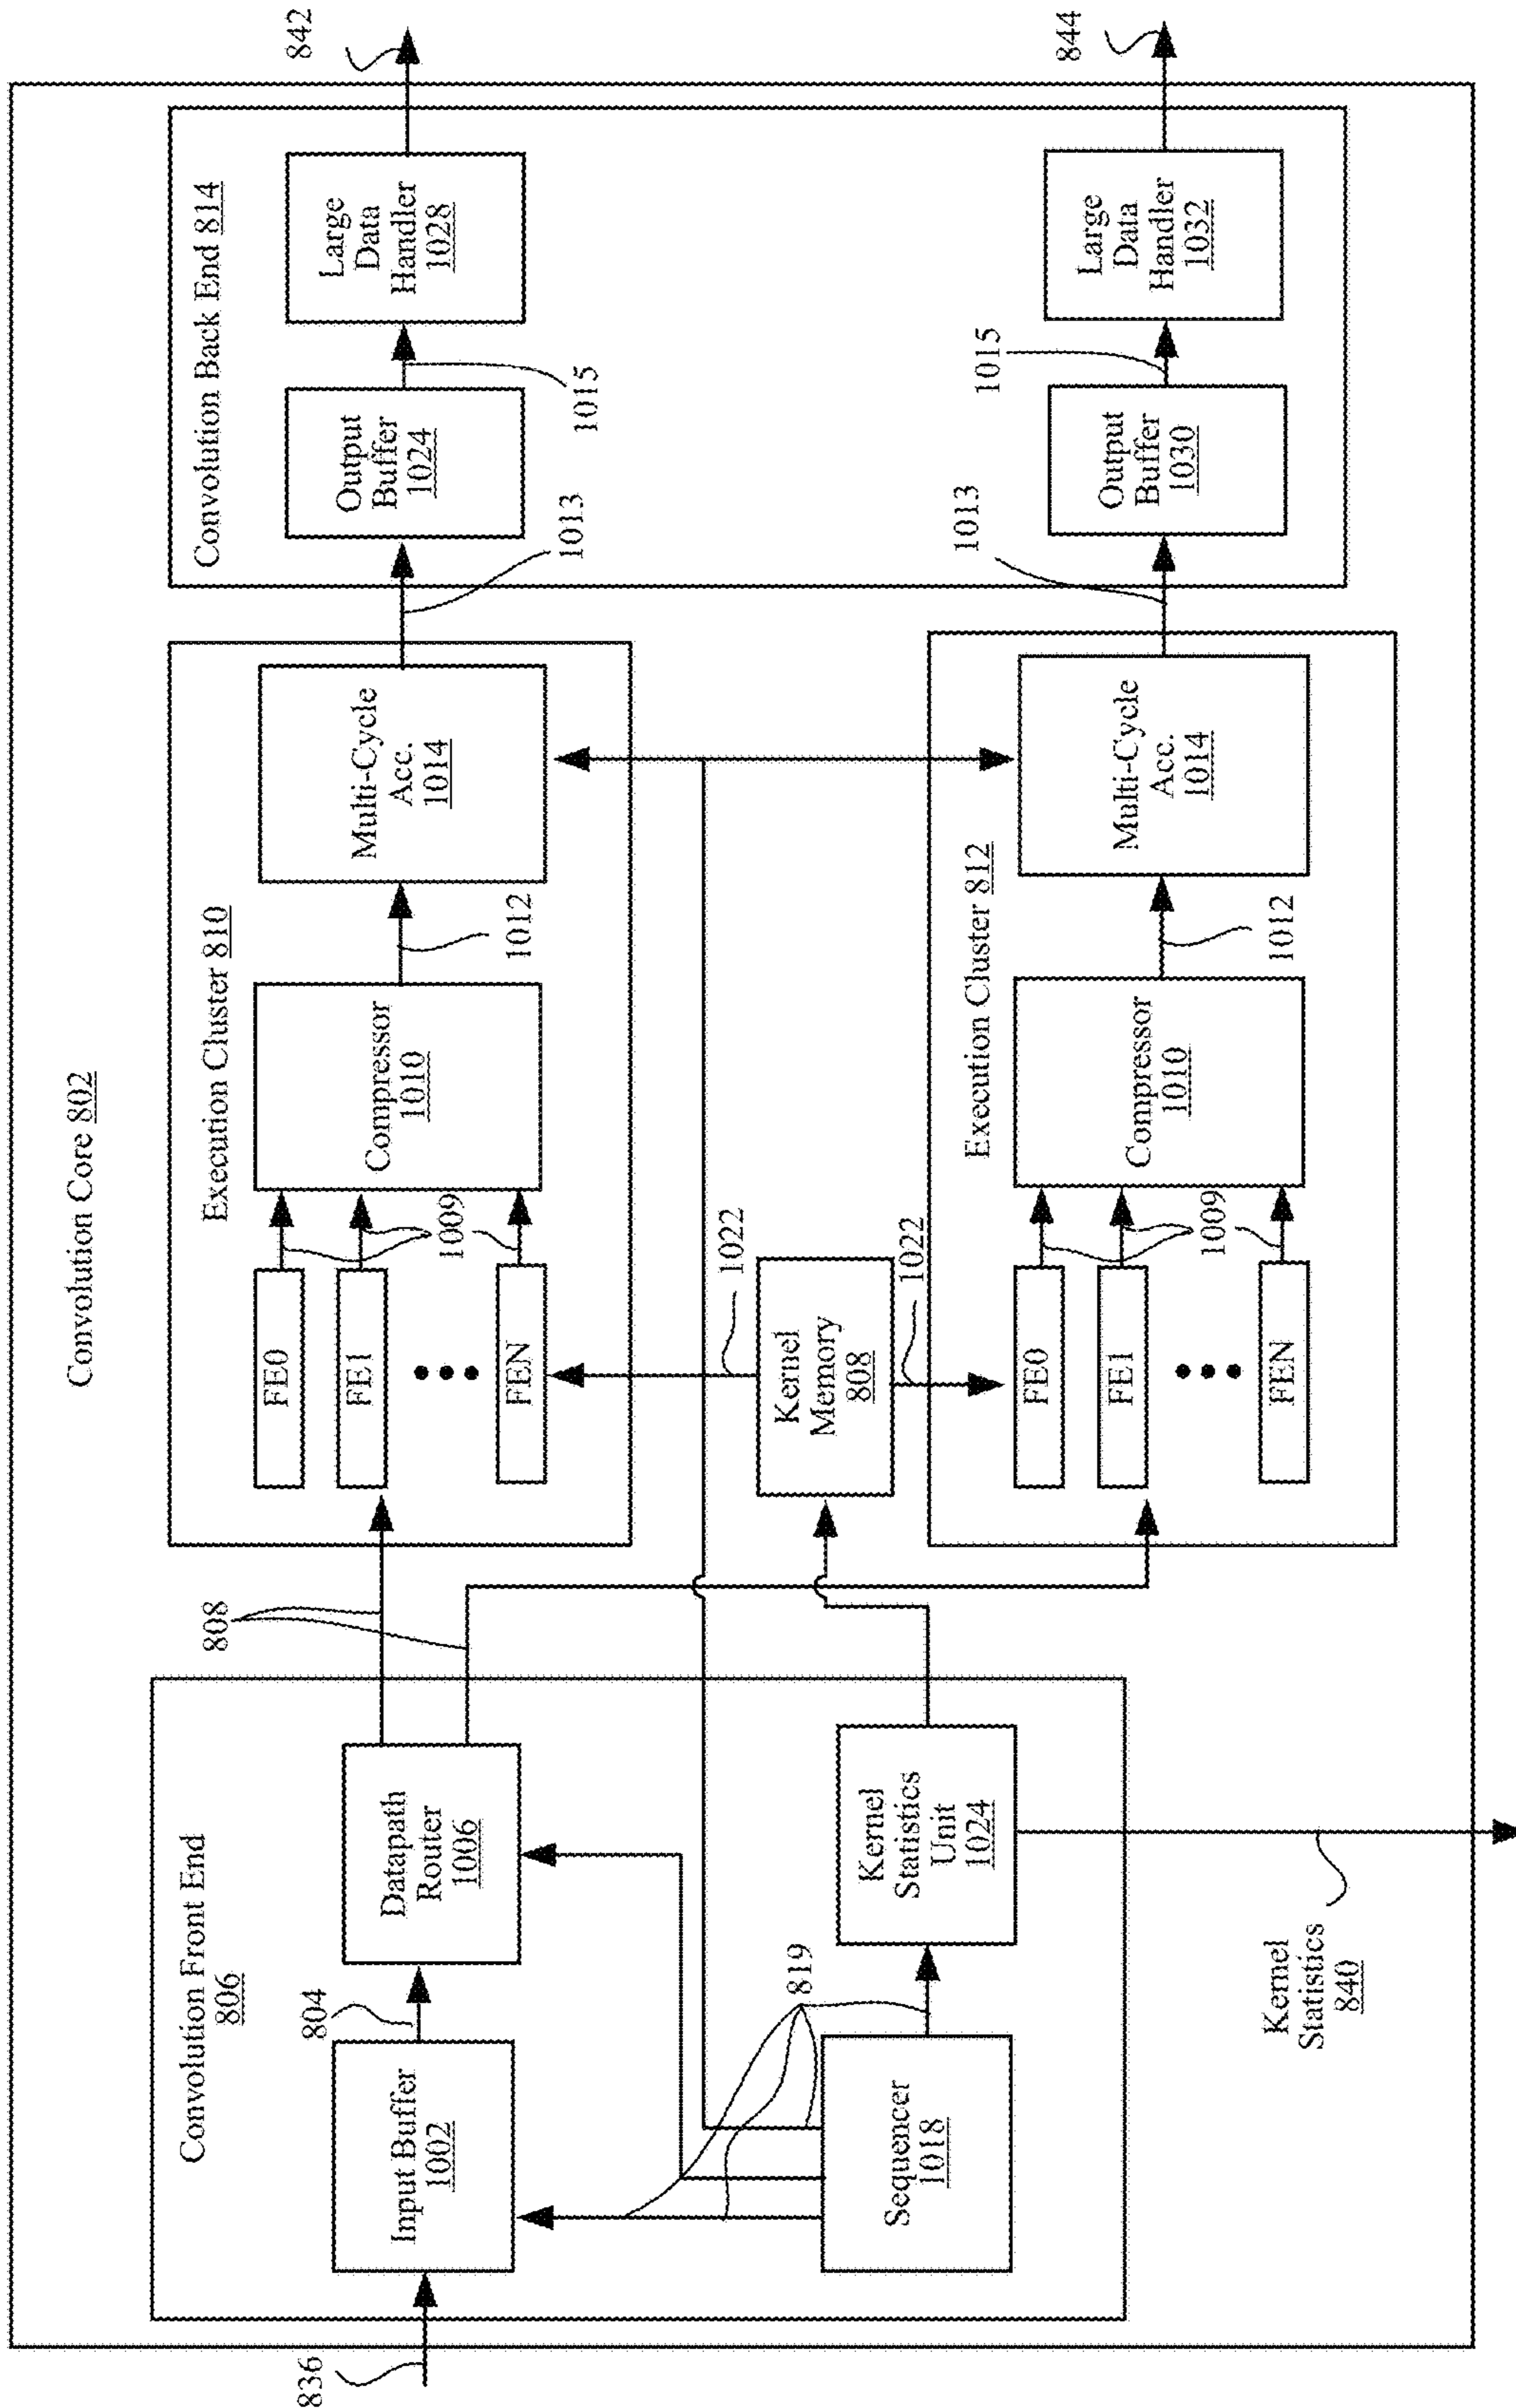 Convolution Core 802
Convolution Front End
806
836
Input Buffer
1002
804
Datapath
Router
1006
808
Sequencer
1018
819
Kernel
Statistics
Unit
1024
Kernel
Statistics
840
Execution Cluster 810
FE0
FE1
FEN
1009
Compressor
1010
1012
Multi-Cycle
Acc.
1014
1013
Kernel
Memory
808
1022
1022
Execution Cluster 812
FE0
FE1
FEN
1009
Compressor
1010
1012
Multi-Cycle
Acc.
1014
1013
Convolution Back End 814
Output
Buffer
1024
1015
Large
Data
Handler
1028
842
Output
Buffer
1030
1015
Large
Data
Handler
1032
844